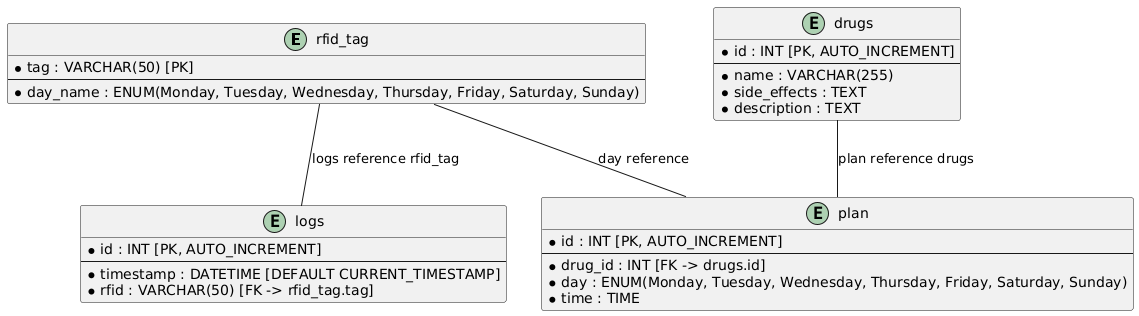 E rfid_tag
* tag : VARCHAR(50) [PK]
* day_name : ENUM(Monday, Tuesday, Wednesday, Thursday, Friday, Saturday, Sunday)
E drugs
* id : INT [PK, AUTO_INCREMENT]
* name : VARCHAR(255)
* side_effects : TEXT
* description : TEXT
logs reference rfid_tag
day reference
plan reference drugs
E logs
* id : INT [PK, AUTO_INCREMENT]
* timestamp : DATETIME [DEFAULT CURRENT_TIMESTAMP]
* rfid : VARCHAR(50) [FK -> rfid_tag.tag]
E plan
* id : INT [PK, AUTO_INCREMENT]
* drug_id : INT [FK -> drugs.id]
* day : ENUM(Monday, Tuesday, Wednesday, Thursday, Friday, Saturday, Sunday)
* time : TIME